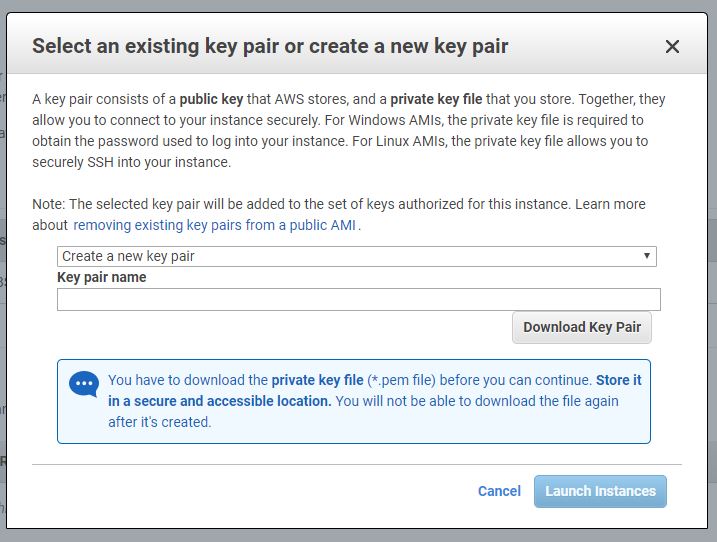 Select an existing key pair or create a new key pair
A key pair consists of a public key that AWS stores, and a private key file that you store. Together, they
allow you to connect to your instance securely. For Windows AMIs, the private key file is required to
obtain the password used to log into your instance. For Linux AMIs, the private key file allows you to
securely SSH into your instance.
Note: The selected key pair will be added to the set of keys authorized for this instance. Learn more
about removing existing key pairs from a public AMI .
Create a new key pair
Key pair name
Download Key Pair
You have to download the private key file (*.pem file) before you can continue. Store it
in a secure and accessible location. You will not be able to download the file again
after it's created.
Cancel
Launch Instances